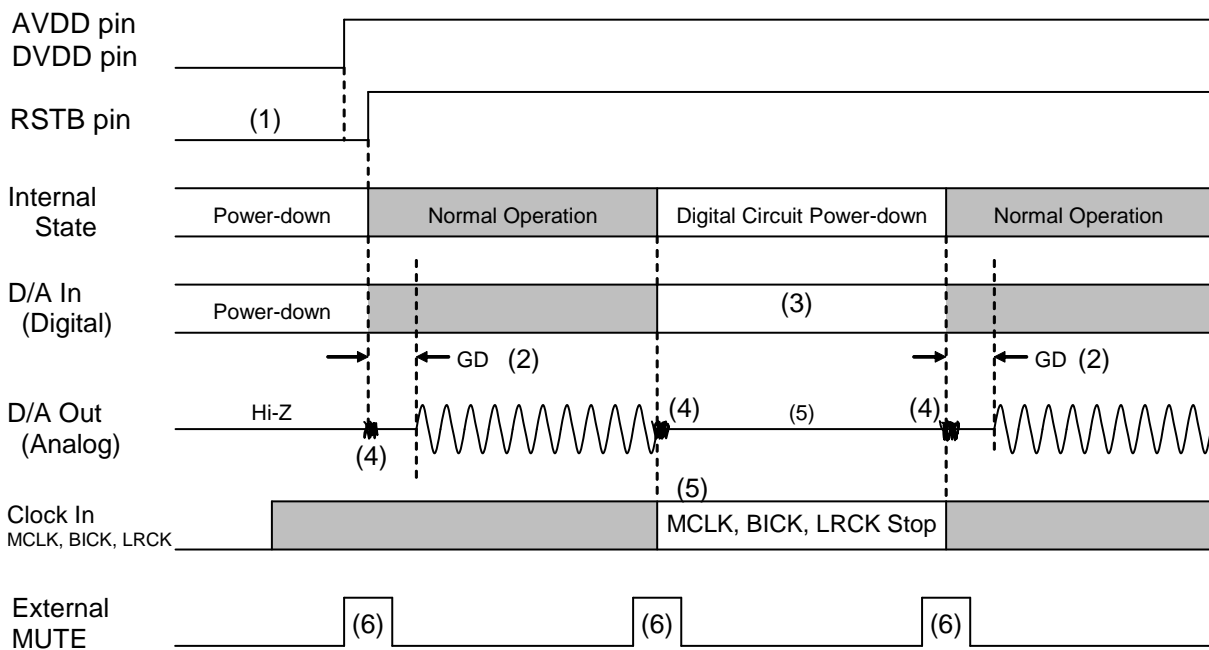 AVDD pin
DVDD pin
RSTB pin
(1)
Internal
State
Power-down
Normal Operation
Digital Circuit Power-down
Normal Operation
D/A In
(Digital)
Power-down
(3)
GD (2)
GD (2)
D/A Out
(Analog)
Hi-Z
(4)
(4)
(5)
(4)
Clock In
MCLK, BICK, LRCK
(5)
MCLK, BICK, LRCK Stop
External
MUTE
(6)
(6)
(6)